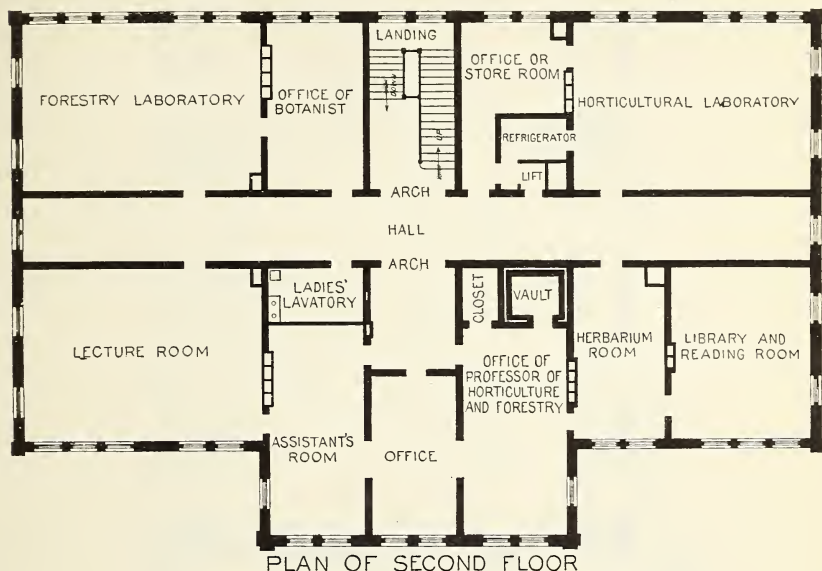 LANDING
DOWN
UP
FORESTRY LABORATORY
OFFICE OF
BOTANIST
OFFICE OR
STORE ROOM
HORTICULTURAL LABORATORY
REFRIGERATOR
LIFT
ARCH
HALL
ARCH
LECTURE ROOM
LADIES'
LAVATORY
CLOSET
VAULT
HERBARIUM
ROOM
LIBRARY AND
READING ROOM
OFFICE OF
PROFESSOR OF
HORTICULTURE
AND FORESTRY
ASSISTANT'S
ROOM
OFFICE
PLAN OF SECOND FLOOR